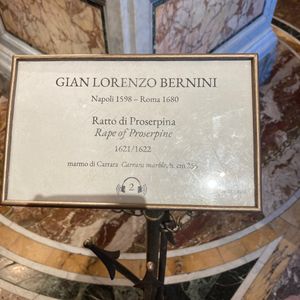 GIAN LORENZO BERNINI
Napoli 1598 – Roma 1680
Ratto di Proserpina
Rape of Proserpine
1621/1622
marmo di Carrara Carrara marble, h. cm 255
2